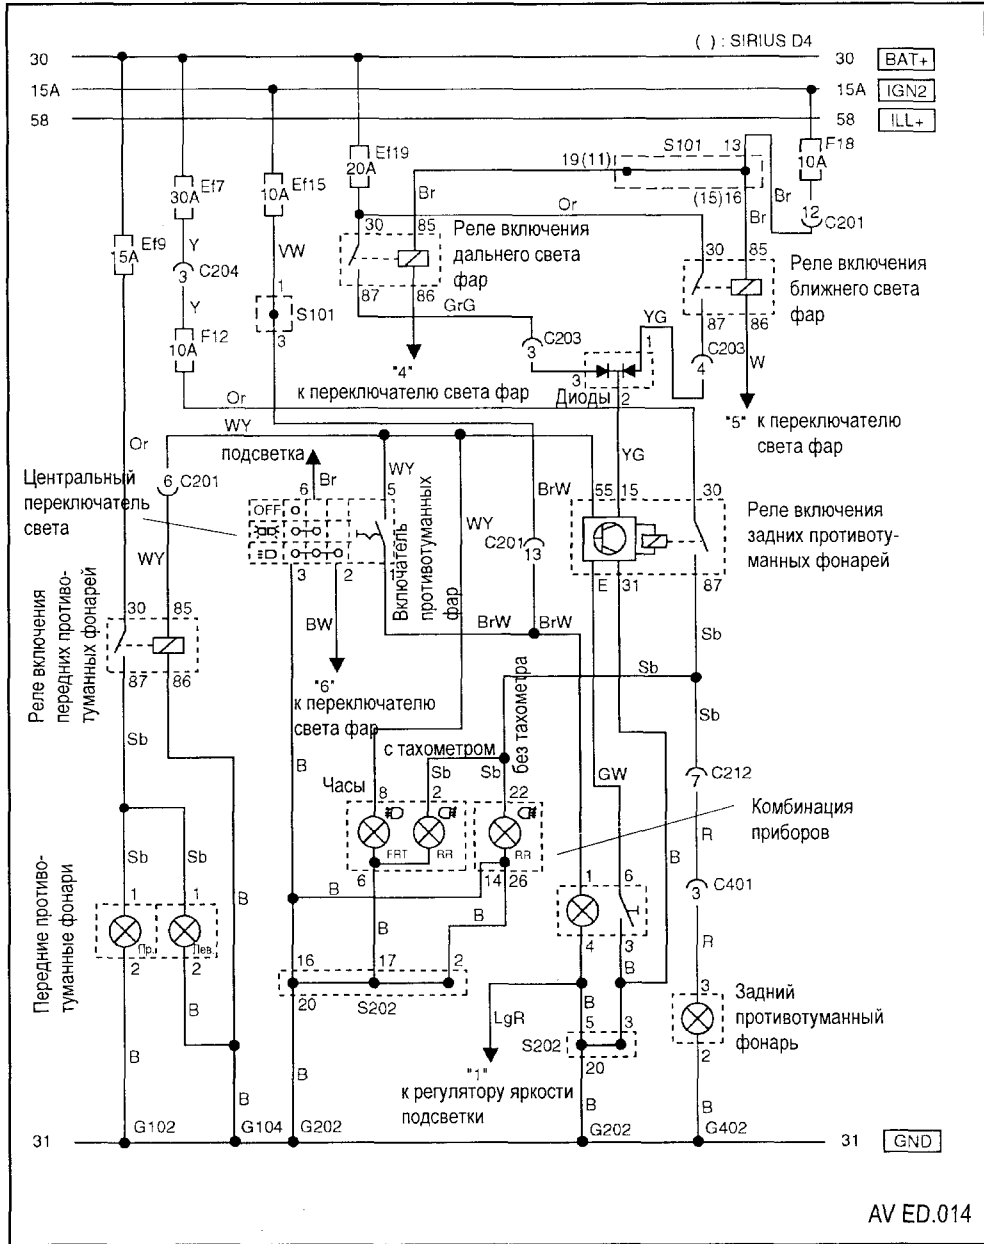 ( ) : SIRIUS D4
30
30
BAT+
15A
15A
IGN2
58
58
ILL+
Ef19
20A
S101
13
F18
10A
19(11)
Ef7
30A
Ef15
10A
Br
(15)16
Br
Br
12
C201
Or
Ef9
15A
Y
3
C204
VW
30
85
Реле включения
дальнего света
фар
30
85
Реле включения
ближнего света
фар
Y
1
S101
3
87
86
GrG
87
86
F12
10A
YG
1
3
C203
4
C203
W
"4"
к переключателю света фар
3
Диоды
2
Or
"5" к переключателю
света фар
Or
WY
подсветка
WY
YG
6
C201
Центральный
переключатель
света
Br
6
5
OFF
BrW
55
15
30
Реле включения
задних противоту-
манных фонарей
WY
WY
Включатель
противотуманных
фар
C201
13
3
2
1
E
31
87
Реле включения
передних противо-
туманных фонарей
30
85
BW
BrW
BrW
Sb
87
86
"6"
к переключателю
света фар
Sb
Sb
Sb
B
с тахометром
без тахометра
Sb
Sb
GW
7
C212
Часы
8
2
22
Комбинация
приборов
FRT
RR
RR
R
B
Sb
Sb
B
6
14
26
B
1
6
3
C401
Передние противо-
туманные фонари
1
1
B
B
Пр.
Лев.
4
3
R
2
2
16
17
2
B
3
Задний
противотуманный
фонарь
B
20
S202
LgR
B
5
3
S202
20
2
B
B
"1"
к регулятору яркости
подсветки
B
B
B
31
G102
G104
G202
G202
G402
31
GND
AV ED.014